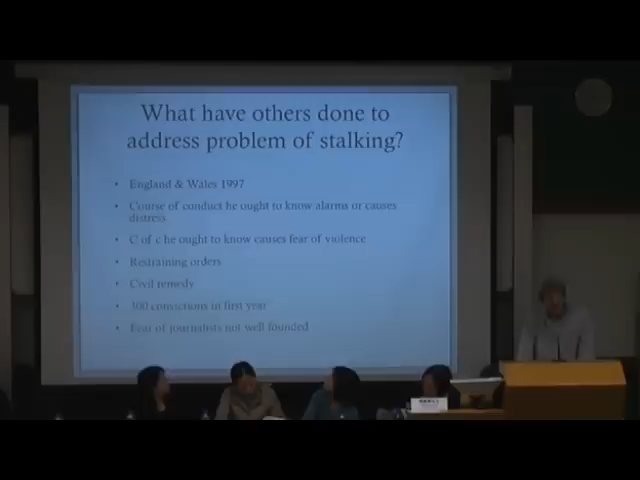 What have others done to
address problem of stalking?
• England & Wales 1997
• Course of conduct he ought to know alarms or causes
distress
• C of c he ought to know causes fear of violence
• Restraining orders
• Civil remedy
• 300 convictions in first year
• Fear of journalists not well founded